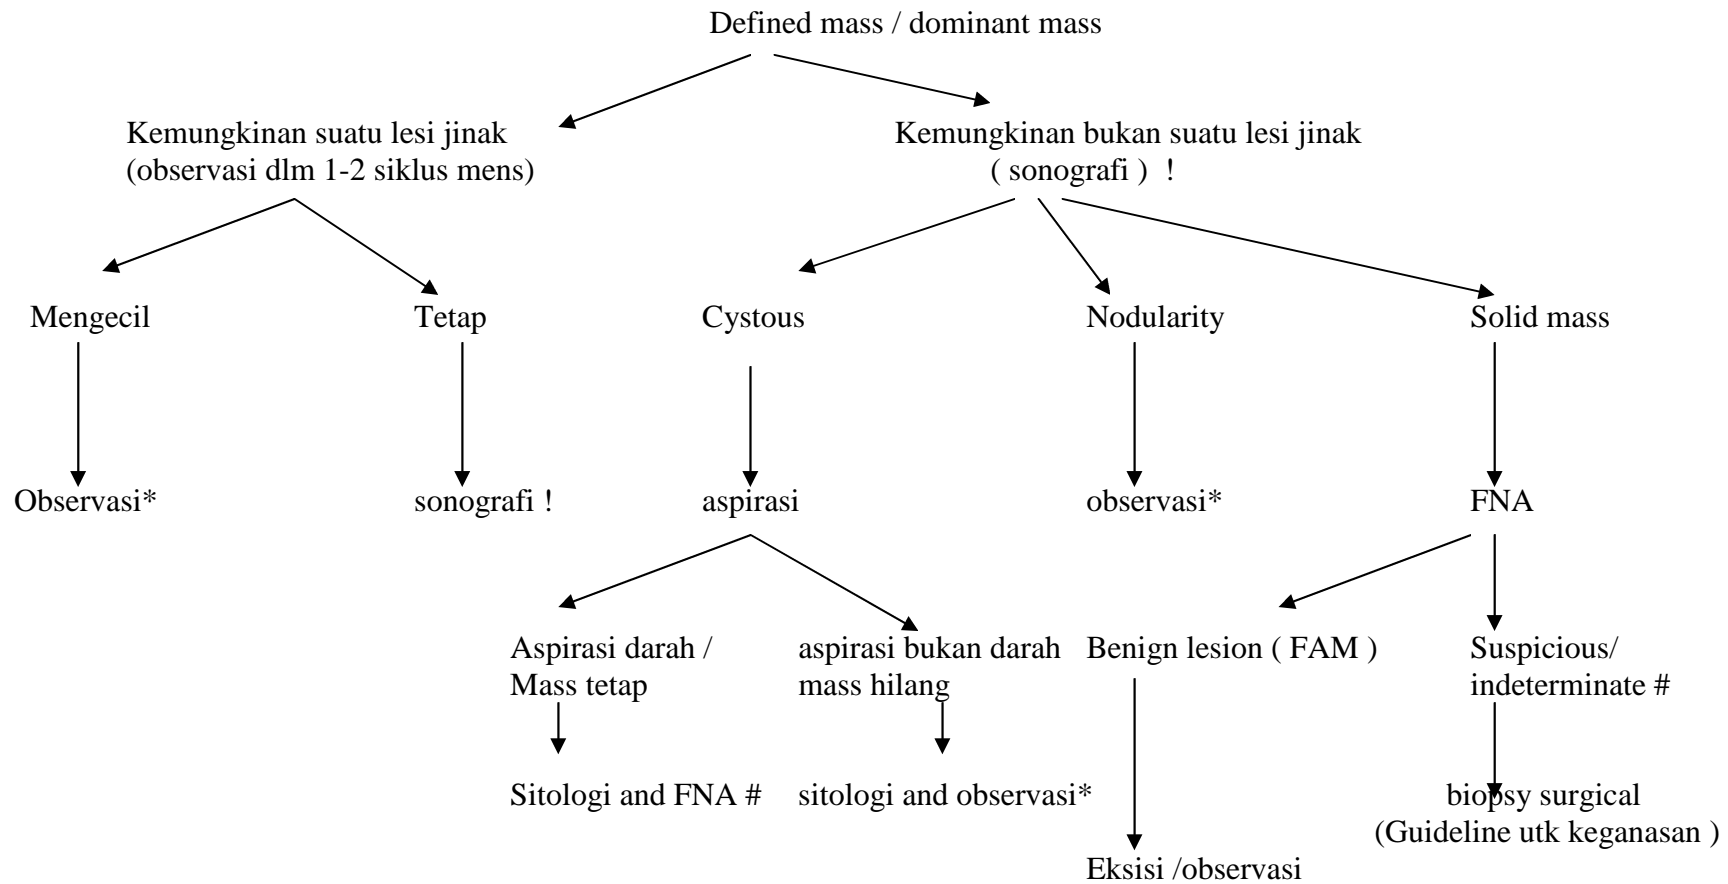 Defined mass / dominant mass
Kemungkinan suatu lesi jinak
(observasi dlm 1-2 siklus mens)
Kemungkinan bukan suatu lesi jinak
( sonografi )  !
Mengecil
Tetap
Cystous
Nodularity
Solid mass
Observasi*
sonografi !
aspirasi
observasi*
FNA
Aspirasi darah /
Mass tetap
aspirasi bukan darah
mass hilang
Benign lesion ( FAM )
Suspicious/
indeterminate #
Sitologi and FNA #
sitologi and observasi*
biopsy surgical
(Guideline utk keganasan )
Eksisi /observasi